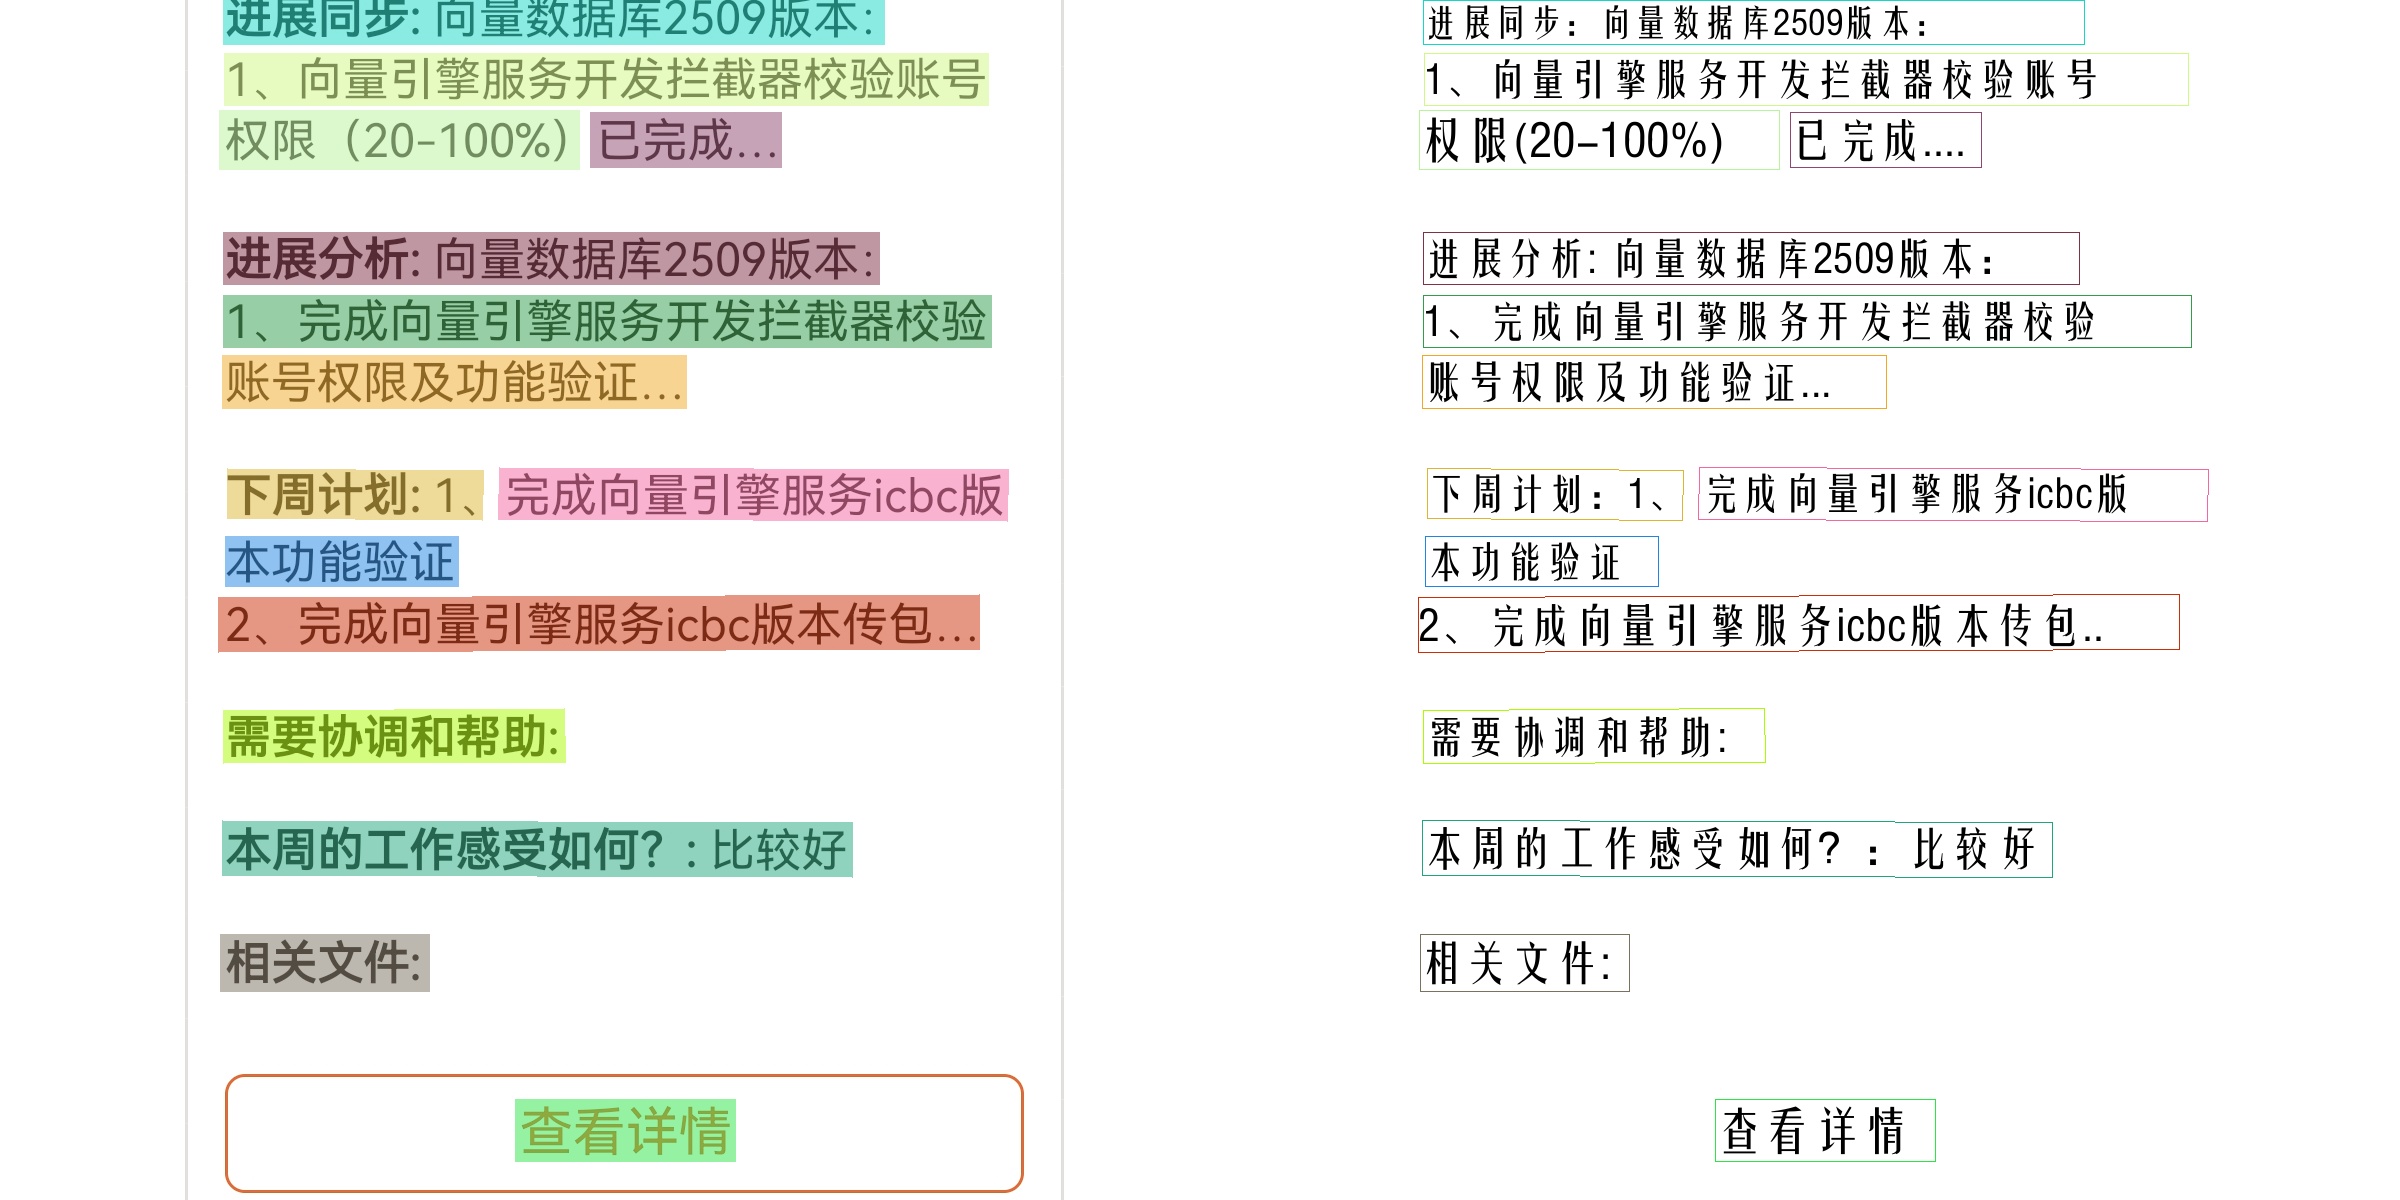 进展同步: 向量数据库2509版本: 进展同步：向量数据库2509版本：
1、向量引擎服务开发拦截器校验账号 1、向量引擎服务开发拦截器校验账号
权限（20-100%）已完成... 权限(20-100%) 已完成....
进展分析: 向量数据库2509版本: 进展分析: 向量数据库2509版本：
1、完成向量引擎服务开发拦截器校验 1、完成向量引擎服务开发拦截器校验
账号权限及功能验证... 账号权限及功能验证...
下周计划: 1、完成向量引擎服务icbc版 下周计划：1、 完成向量引擎服务icbc版
本功能验证 本功能验证
2、完成向量引擎服务icbc版本传包... 2、完成向量引擎服务icbc版本传包..
需要协调和帮助: 需要协调和帮助:
本周的工作感受如何？: 比较好 本周的工作感受如何？：比较好
相关文件: 相关文件:
查看详情 查看详情